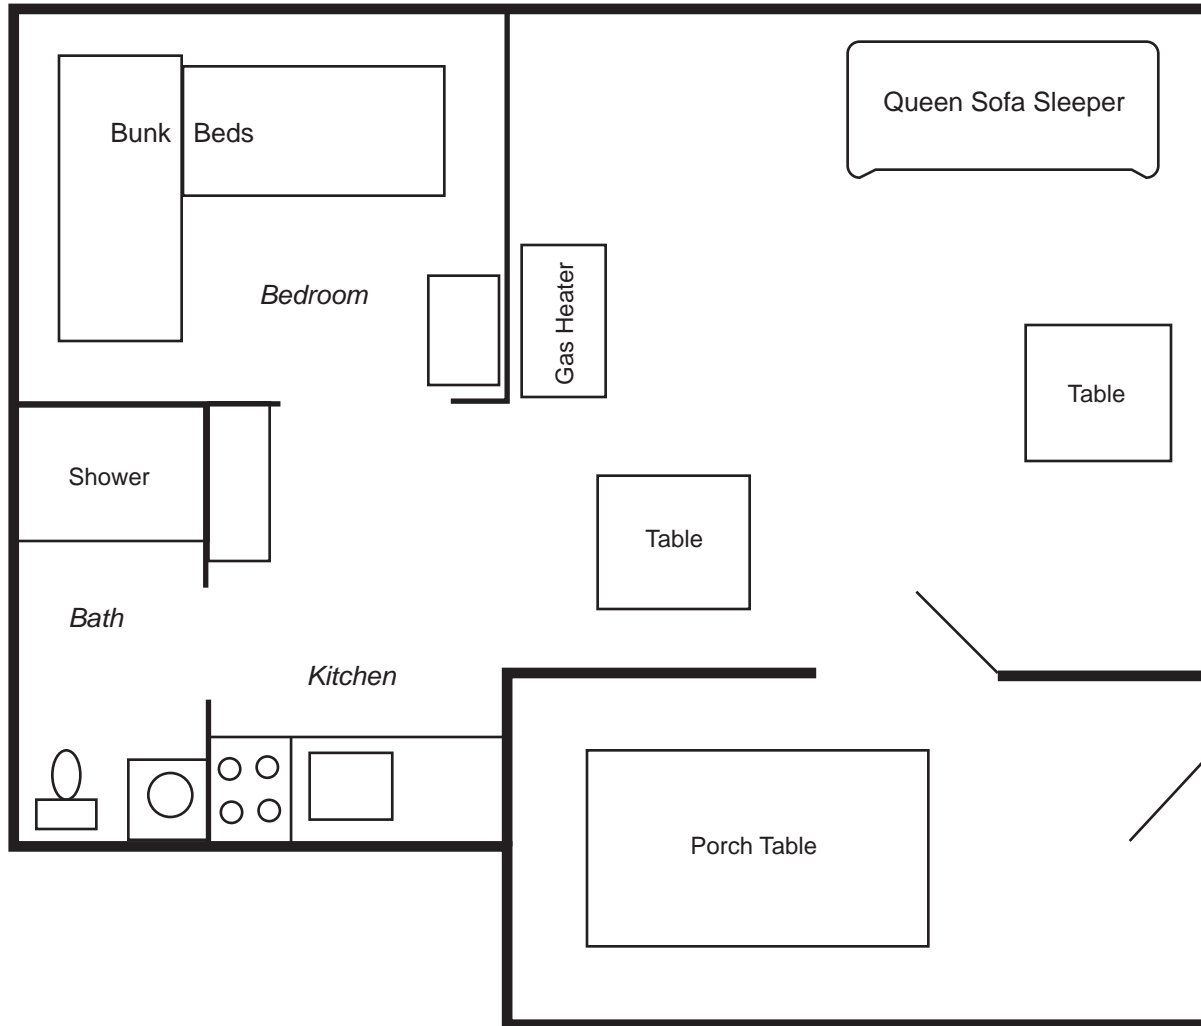 Queen Sofa Sleeper
Bunk Beds
Bedroom
Gas Heater
Table
Shower
Table
Bath
Kitchen
Porch Table